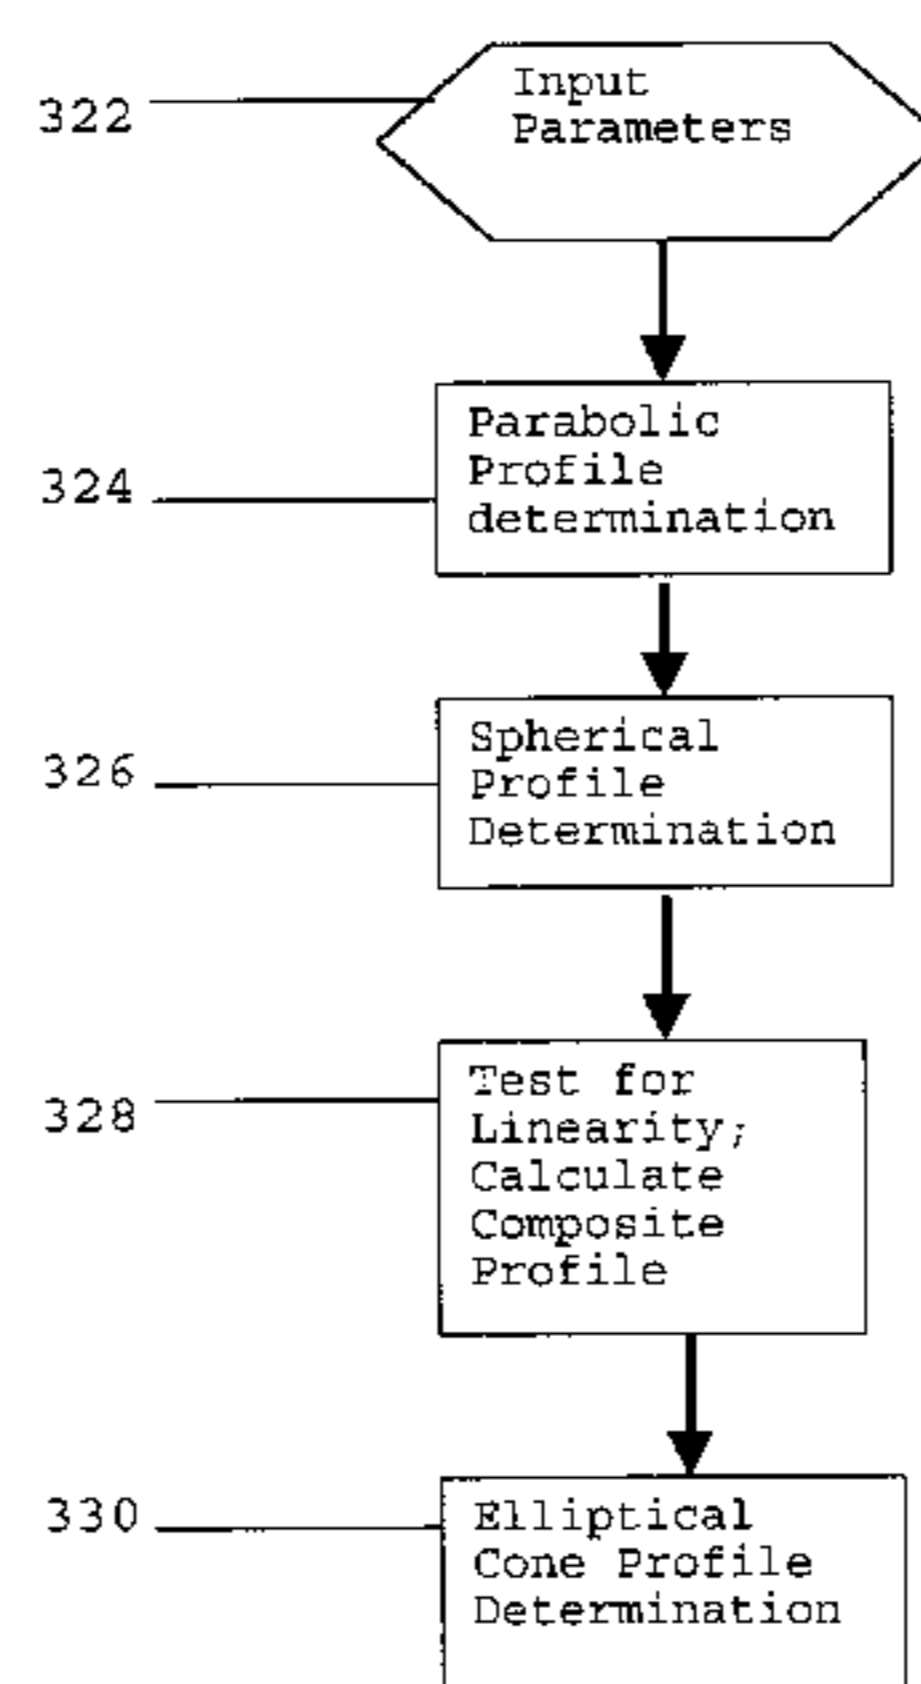 322
Input
Parameters
324
Parabolic
Profile
determination
326
Spherical
Profile
Determination
328
Test for
Linearity;
Calculate
Composite
Profile
330
Elliptical
Cone Profile
Determination